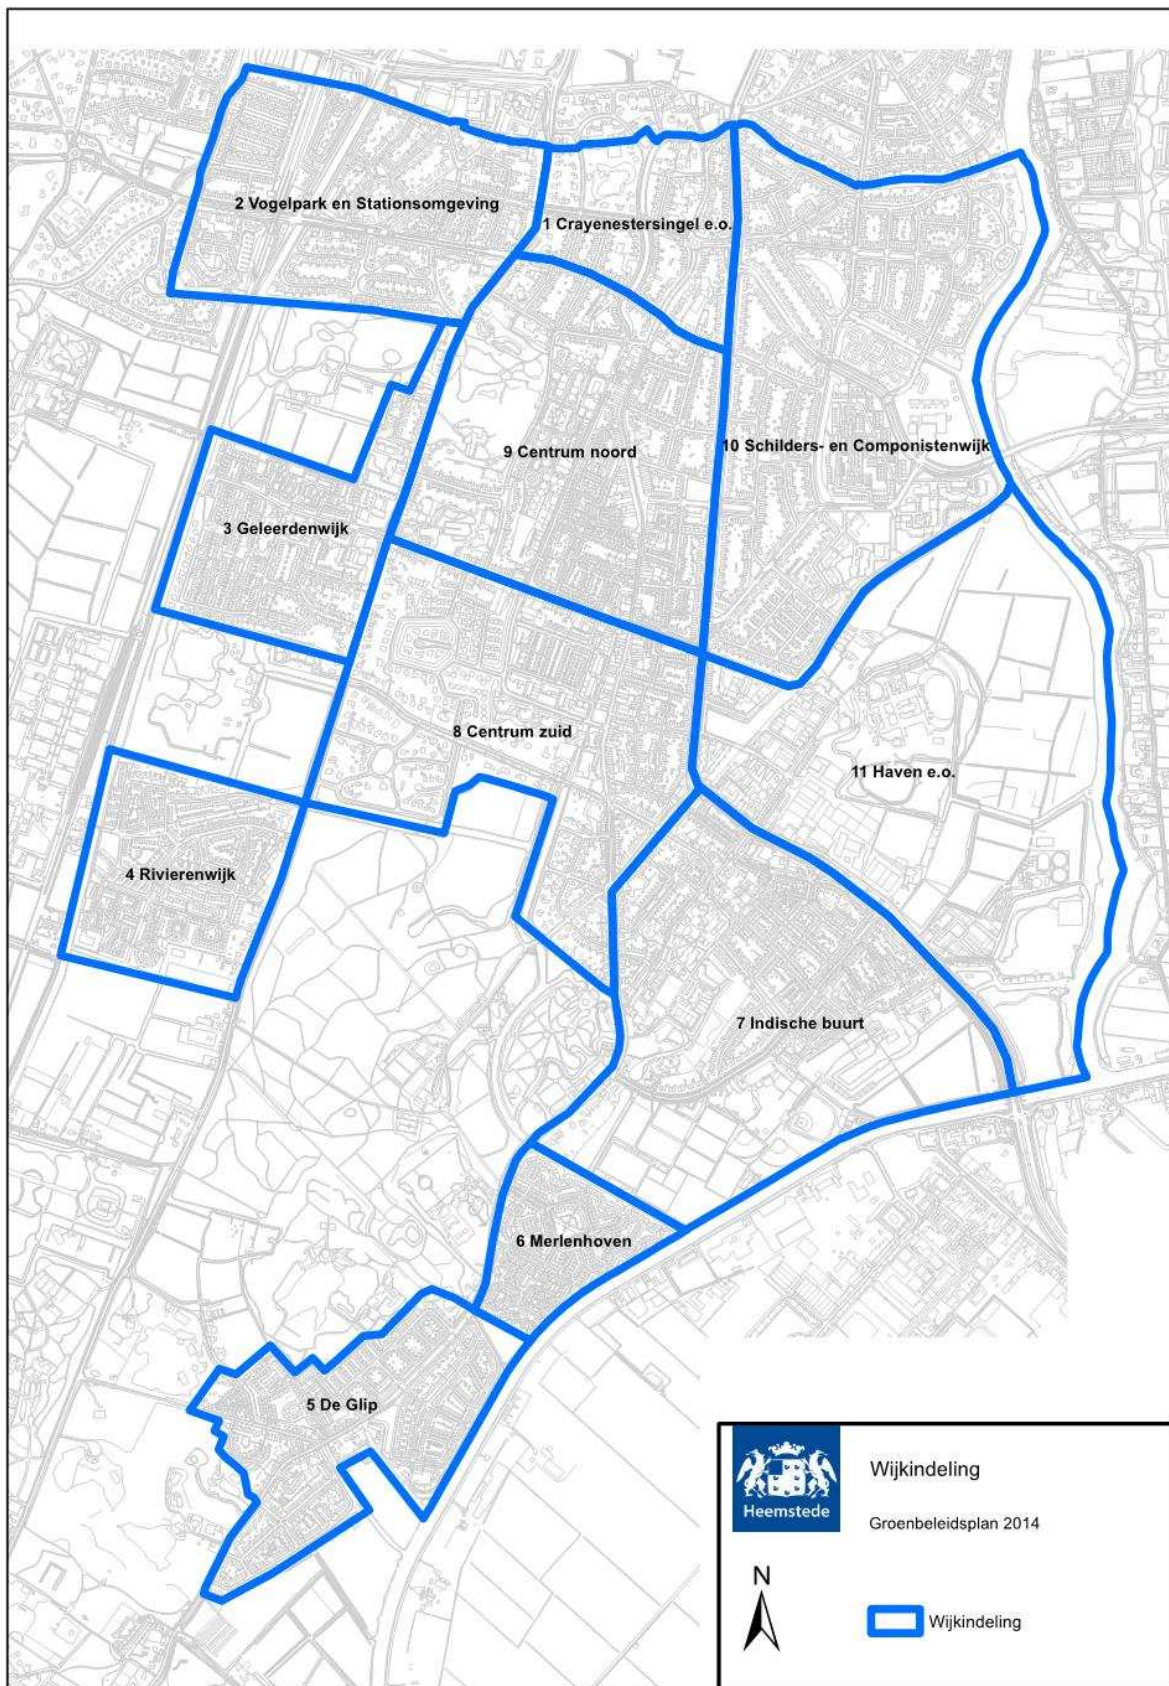 2 Vogelpark en Stationsomgeving
1 Crayenestersingel e.o.
9 Centrum noord
10 Schilders- en Componistenwijk
3 Geleerdenwijk
8 Centrum zuid
11 Haven e.o.
4 Rivierenwijk
7 Indische buurt
6 Merlenhoven
5 De Glip
Heemstede
Wijkindeling
Groenbeleidsplan 2014
N
Wijkindeling